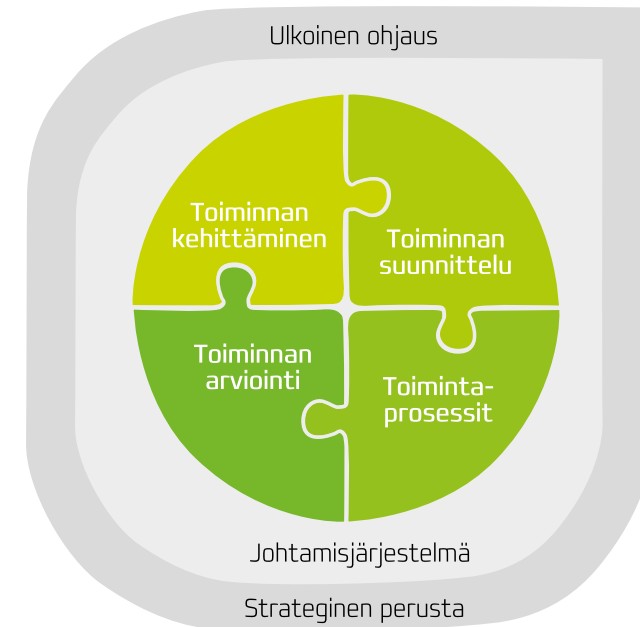 Ulkoinen ohjaus
Toiminnan
kehittäminen
Toiminnan
suunnittelu
Toiminnan
arviointi
Toiminta-
prosessit
Johtamisjärjestelmä
Strateginen perusta